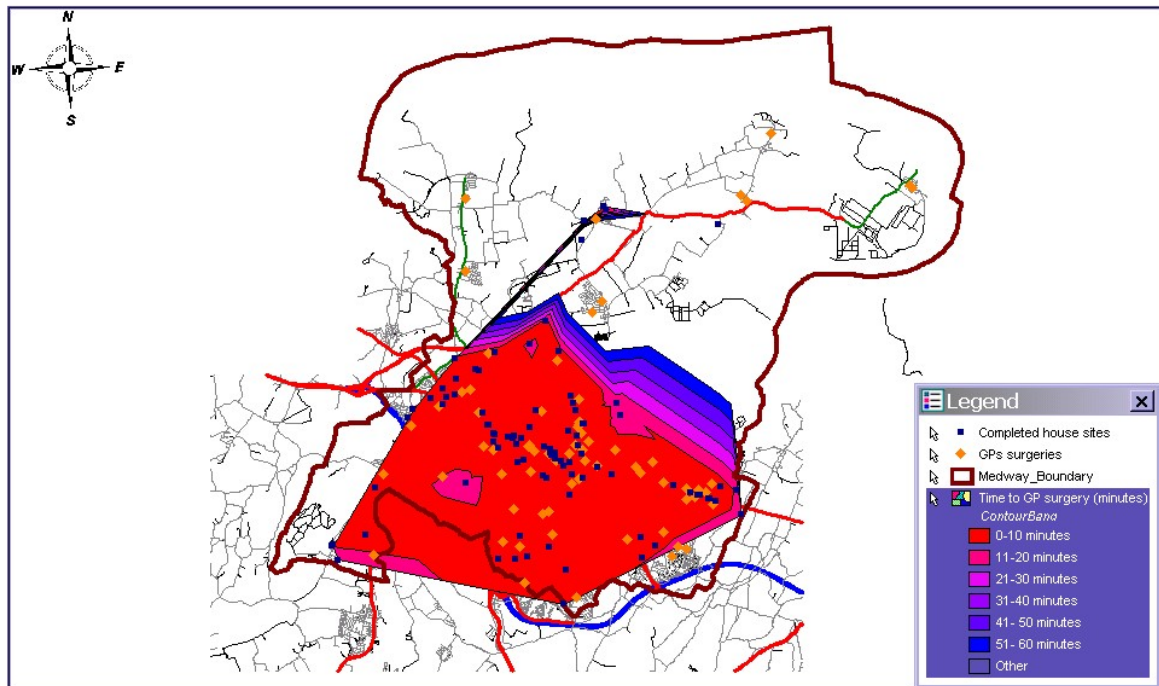 N
W E
S
Legend
Completed house sites
GPs surgeries
Medway_Boundary
Time to GP surgery (minutes)
ContourBand
0-10 minutes
11-20 minutes
21-30 minutes
31-40 minutes
41- 50 minutes
51- 60 minutes
Other